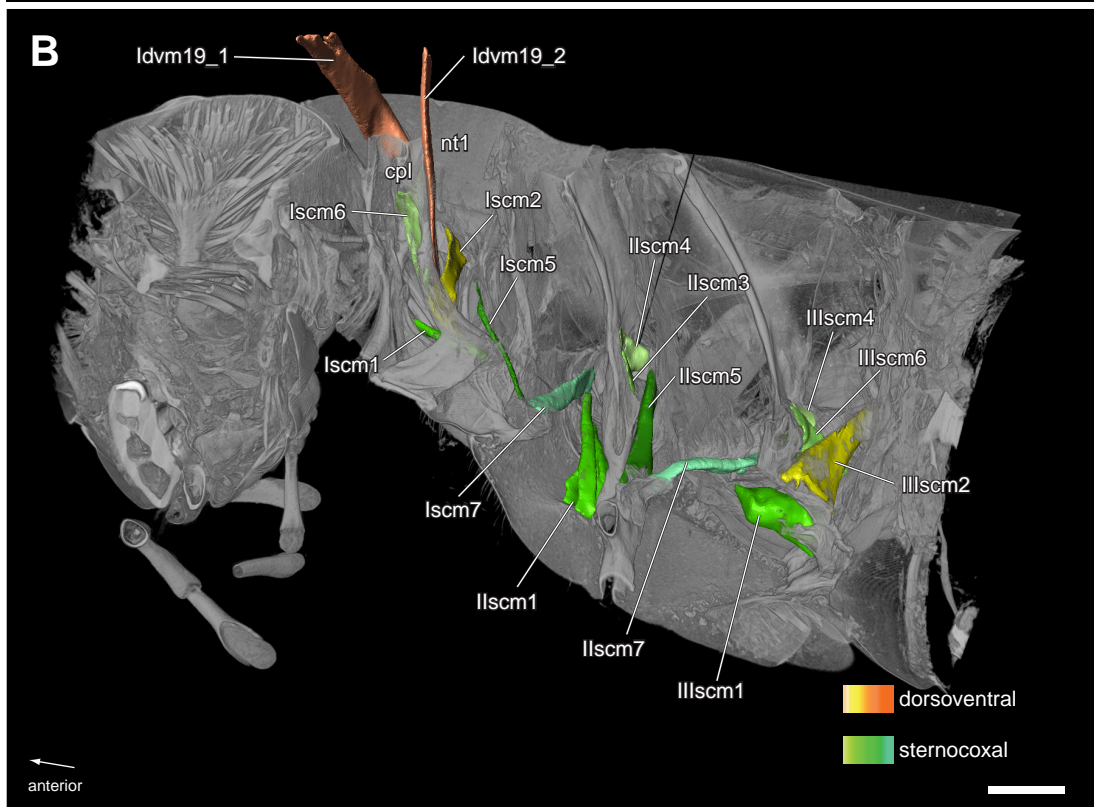 B
Idvm19_1
Idvm19_2
nt1
cpl
Iscm6
Iscm2
Iscm5
IIscm4
IIscm3
IIIscm4
IIIscm6
Iscm1
IIscm5
Iscm7
IIIscm2
IIscm1
IIscm7
IIIscm1
dorsoventral
sternocoxal
anterior